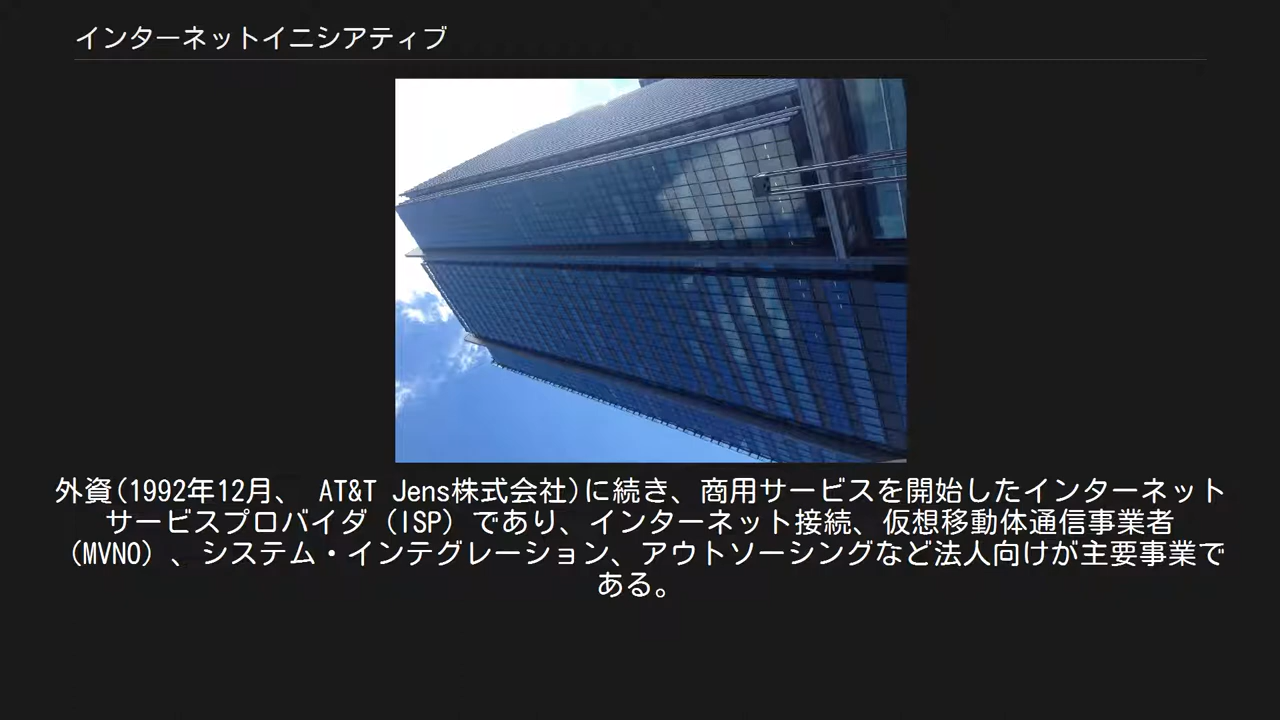 インターネットイニシアティブ
外資(1992年12月、 AT&T Jens株式会社)に続き、商用サービスを開始したインターネット
サービスプロバイダ（ISP）であり、インターネット接続、仮想移動体通信事業者
（MVNO）、システム・インテグレーション、アウトソーシングなど法人向けが主要事業で
ある。